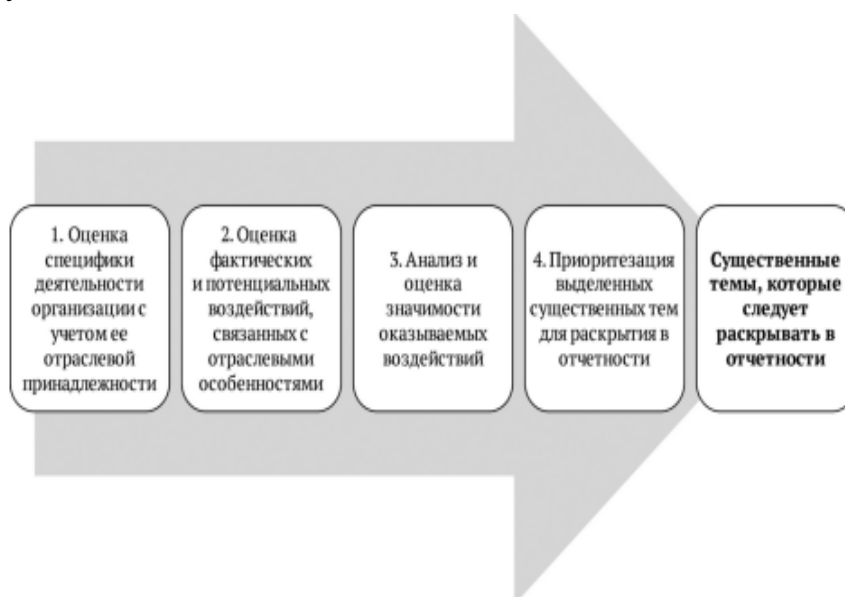 1. Оценка
специфики
деятельности
организации с
учетом ее
отраслевой
принадлежности
2. Оценка
фактических
и потенциальных
воздействий,
связанных с
отраслевыми
особенностями
3. Анализ и
оценка
значимости
оказываемых
воздействий
4. Приоритезация
выделенных
существенных тем
для раскрытия в
отчетности
Существенные
темы, которые
следует
раскрывать в
отчетности